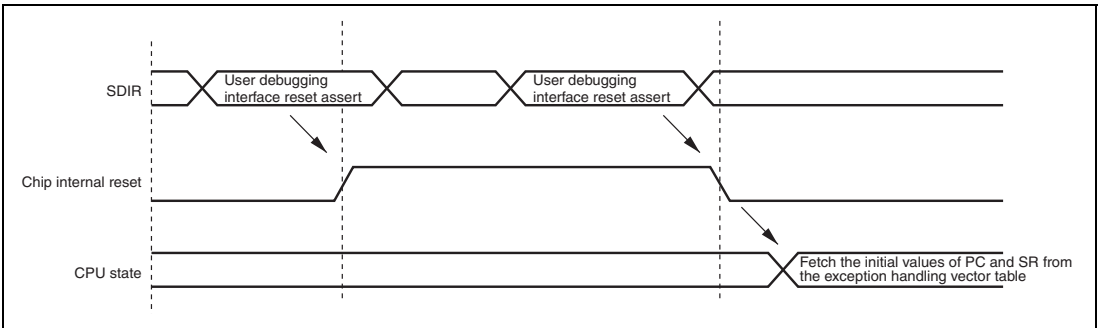 SDIR
User debugging
interface reset assert
User debugging
interface reset assert
Chip internal reset
CPU state
Fetch the initial values of PC and SR from
the exception handling vector table